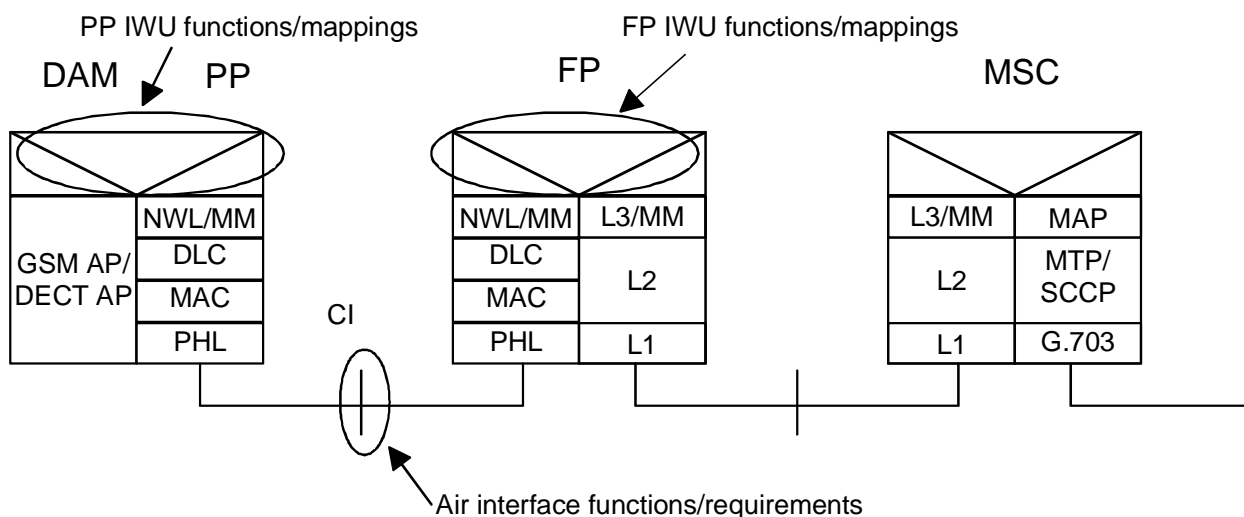 PP IWU functions/mappings
FP IWU functions/mappings
DAM
PP
FP
MSC
GSM AP/
DECT AP
NWL/MM
DLC
MAC
PHL
CI
NWL/MM
DLC
MAC
PHL
L3/MM
L2
L1
L3/MM
L2
L1
MAP
MTP/
SCCP
G.703
Air interface functions/requirements